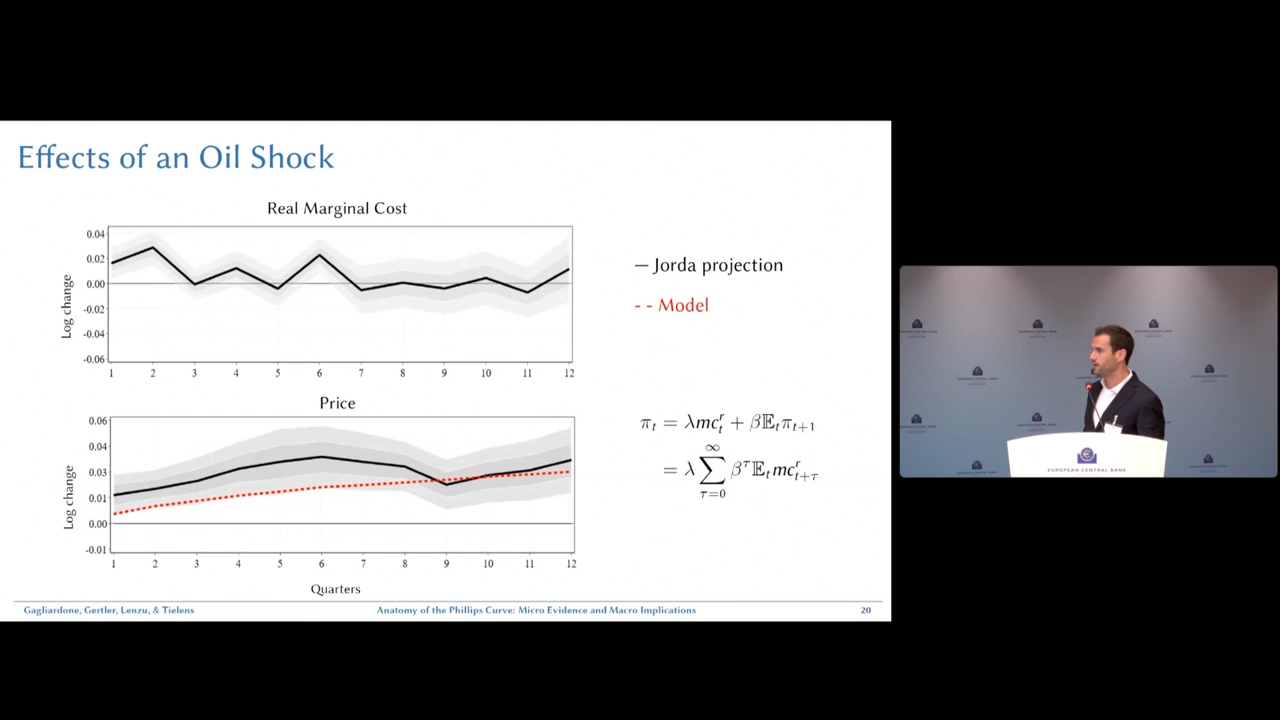 Effects of an Oil Shock
Real Marginal Cost
Log change
0.04
0.02
0.00
-0.02
-0.04
-0.06
1 2 3 4 5 6 7 8 9 10 11 12
— Jorda projection
- - Model
Price
Log change
0.06
0.04
0.03
0.01
0.00
-0.01
1 2 3 4 5 6 7 8 9 10 11 12
Quarters
πₜ = λmcʳₜ + β𝔼ₜπₜ₊₁
= λ ∑_{τ=0}^{∞} β^τ 𝔼ₜmcʳ_{t+τ}
Gagliardone, Gertler, Lenzu, & Tielens Anatomy of the Phillips Curve: Micro Evidence and Macro Implications 20
EUROPEAN CENTRAL BANK